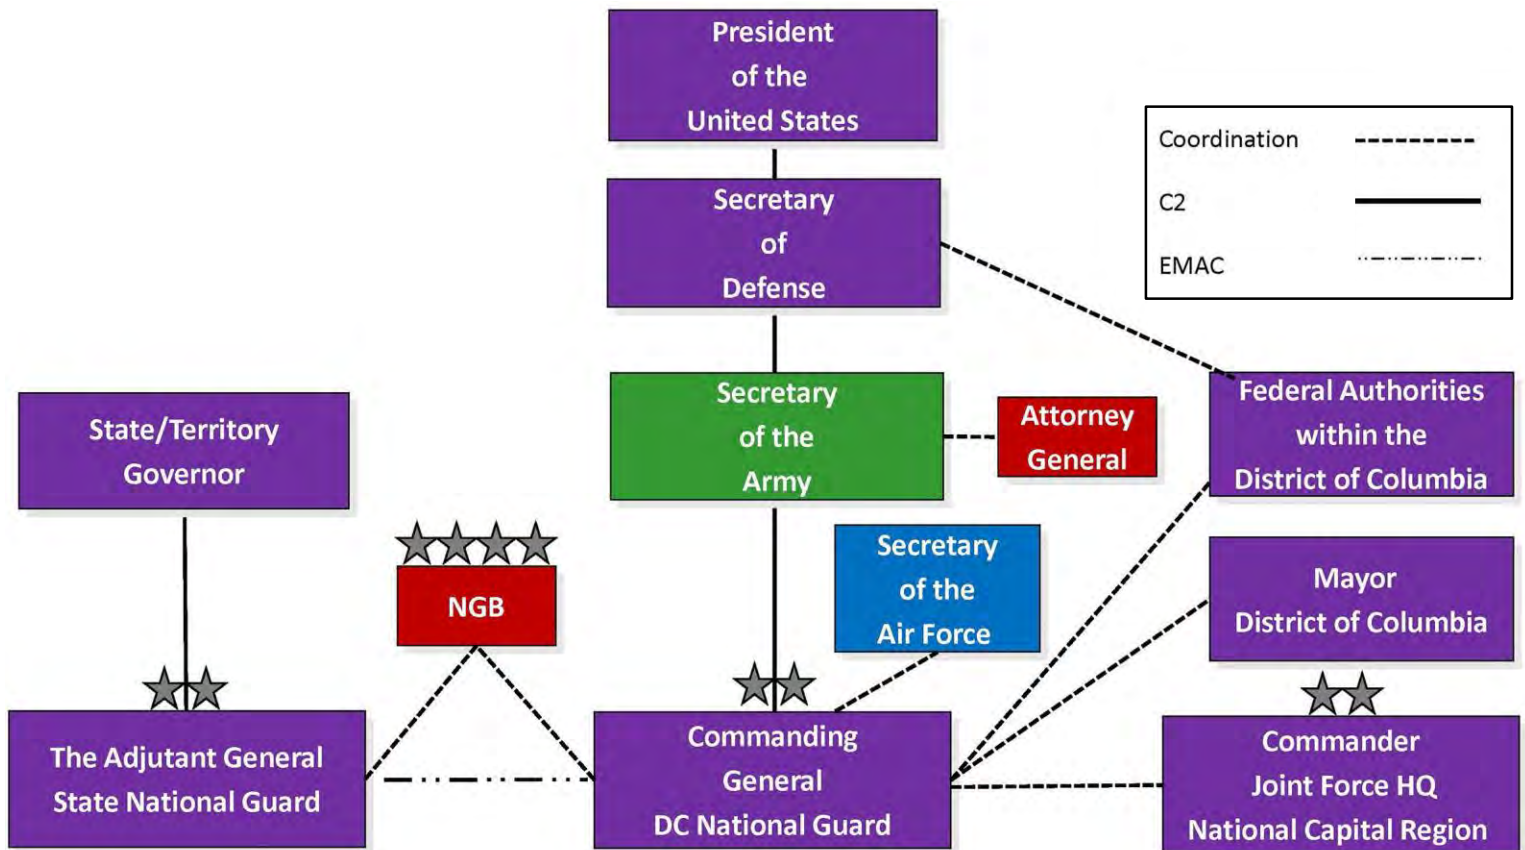 President
of the
United States
Secretary
of
Defense
Coordination
C2
EMAC
State/Territory
Governor
Secretary
of the
Army
Attorney
General
Federal Authorities
within the
District of Columbia
NGB
Secretary
of the
Air Force
Mayor
District of Columbia
The Adjutant General
State National Guard
Commanding
General
DC National Guard
Commander
Joint Force HQ
National Capital Region